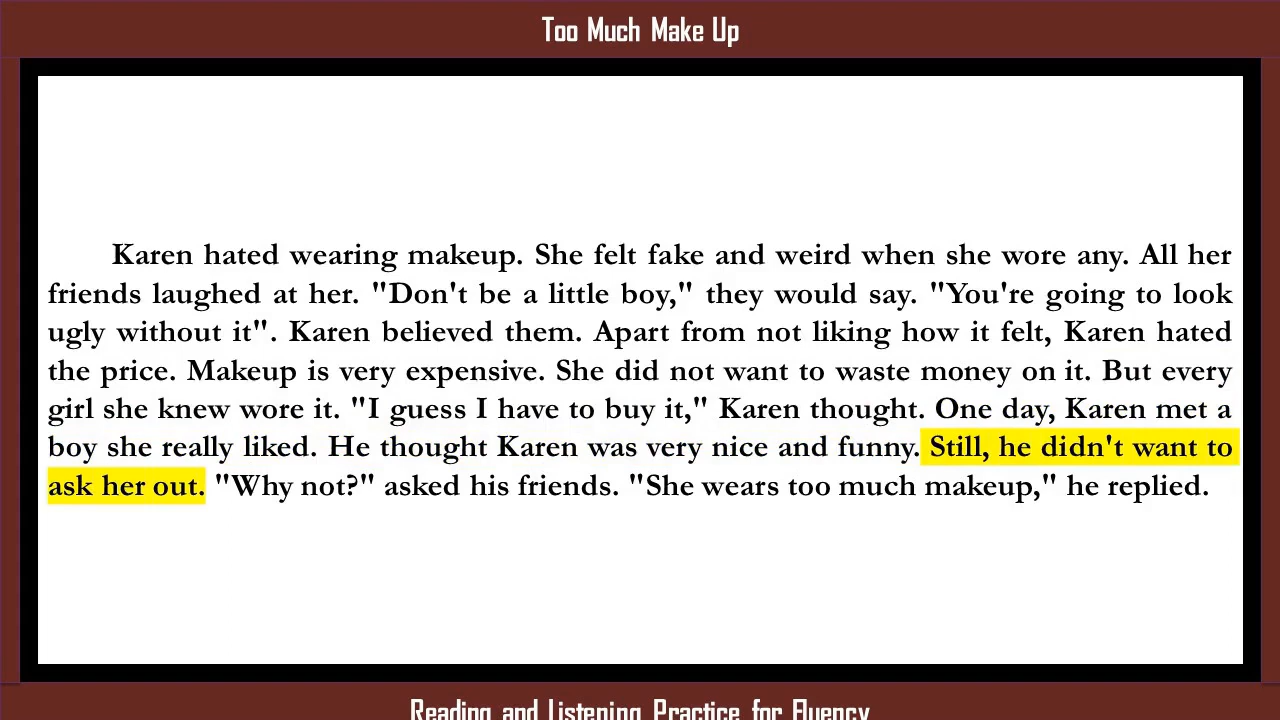 Too Much Make Up
Karen hated wearing makeup. She felt fake and weird when she wore any. All her
friends laughed at her. "Don't be a little boy," they would say. "You're going to look
ugly without it". Karen believed them. Apart from not liking how it felt, Karen hated
the price. Makeup is very expensive. She did not want to waste money on it. But every
girl she knew wore it. "I guess I have to buy it," Karen thought. One day, Karen met a
boy she really liked. He thought Karen was very nice and funny. Still, he didn't want to
ask her out. "Why not?" asked his friends. "She wears too much makeup," he replied.
Reading and Listening Practice for Fluency